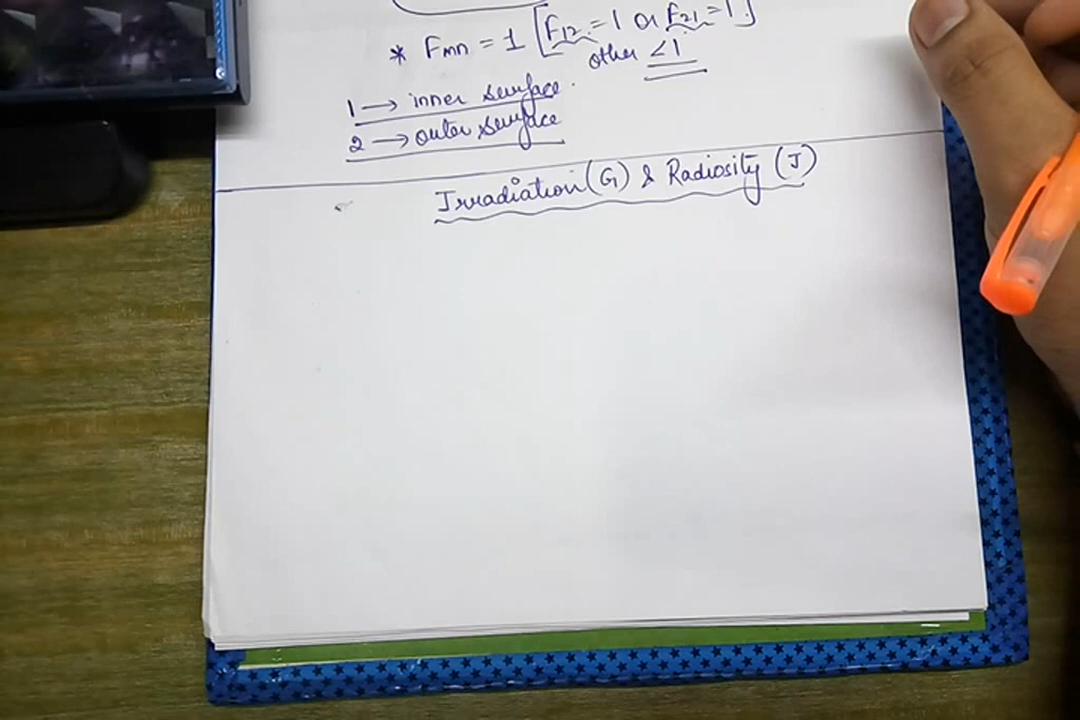 * Fmn = 1 [F12 = 1 or F21 = 1]
other < 1
1 → inner surface
2 → outer surface
Irradiation (G) & Radiosity (J)